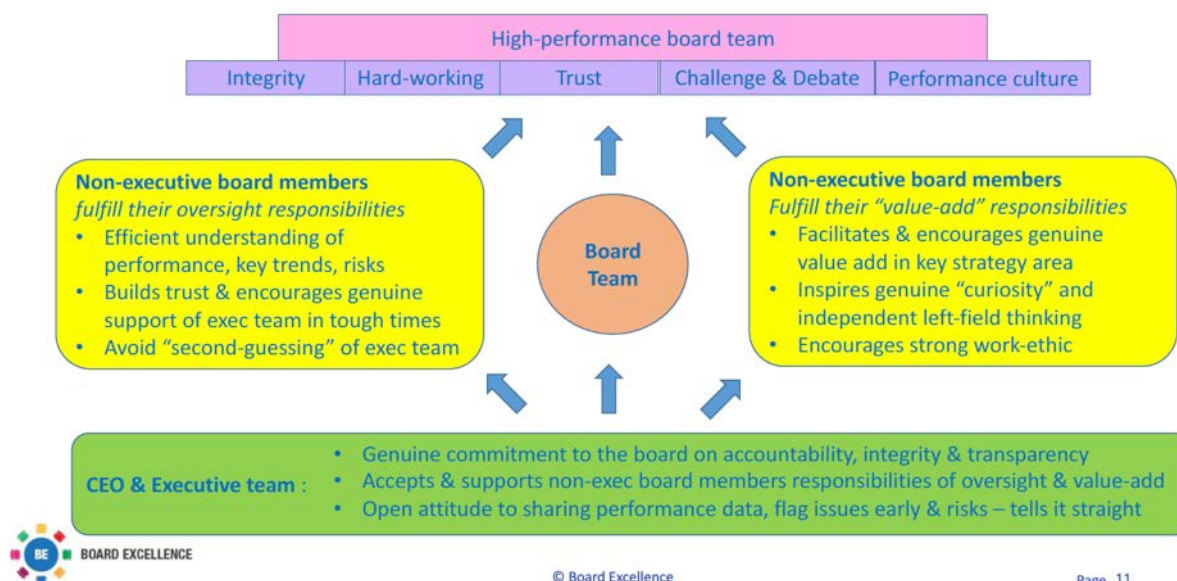 High-performance board team
Integrity
Hard-working
Trust
Challenge & Debate
Performance culture
Non-executive board members
fulfill their oversight responsibilities
• Efficient understanding of
performance, key trends, risks
• Builds trust & encourages genuine
support of exec team in tough times
• Avoid “second-guessing” of exec team
Board
Team
Non-executive board members
Fulfill their “value-add” responsibilities
• Facilitates & encourages genuine
value add in key strategy area
• Inspires genuine “curiosity” and
independent left-field thinking
• Encourages strong work-ethic
CEO & Executive team :
• Genuine commitment to the board on accountability, integrity & transparency
• Accepts & supports non-exec board members responsibilities of oversight & value-add
• Open attitude to sharing performance data, flag issues early & risks – tells it straight
BE BOARD EXCELLENCE
© Board Excellence
Page 11